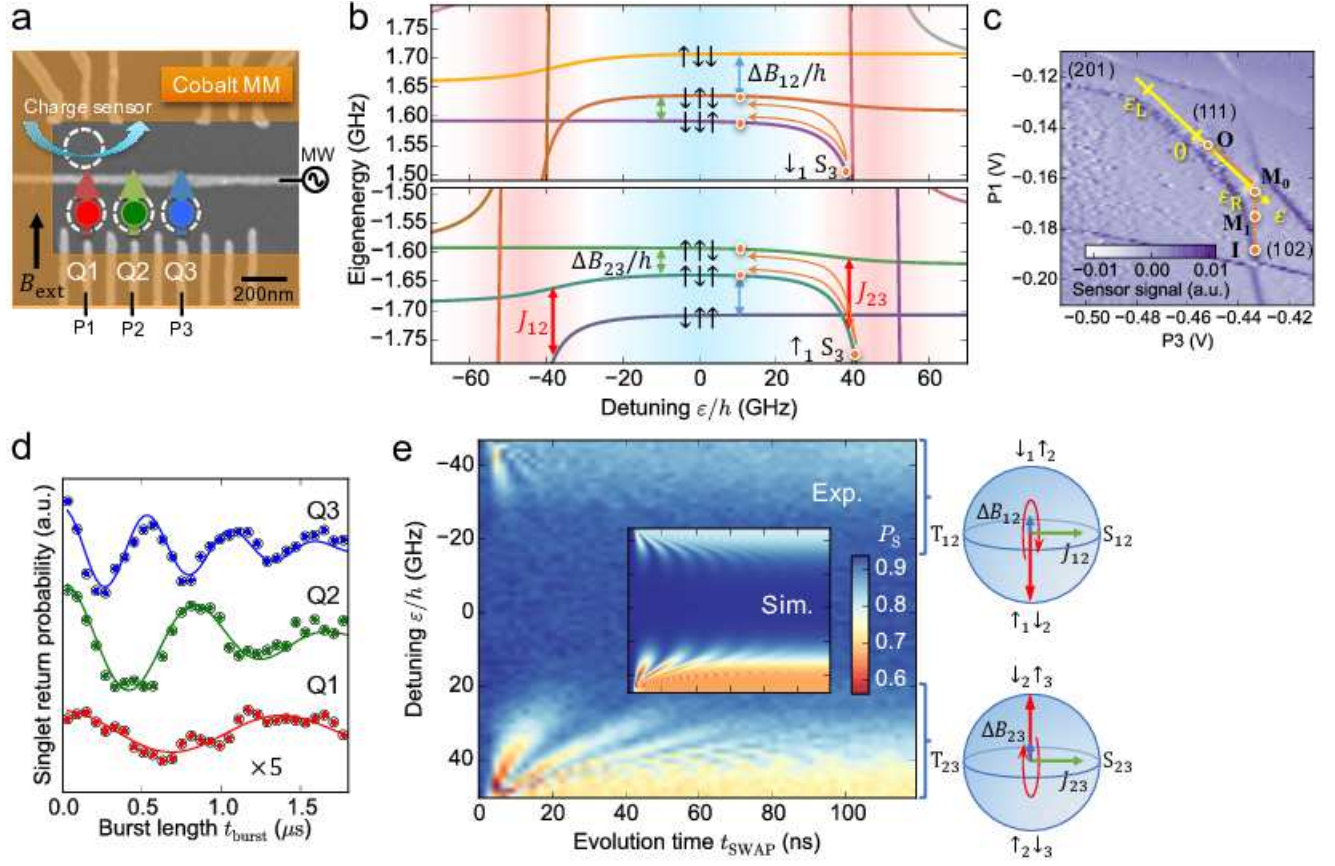 a
Cobalt MM
Charge sensor
MW
B_ext
Q1 Q2 Q3
200nm
P1 P2 P3
b
Eigenenergy (GHz)
1.75
1.70
1.65
1.60
1.55
1.50
−1.50
−1.55
−1.60
−1.65
−1.70
−1.75
↑↓↓
ΔB₁₂/h
↓↑↓
↓↓↑
↓₁ S₃
↑↑↓
ΔB₂₃/h
↑↓↑
↓↑↑
J₁₂
J₂₃
↑₁ S₃
−60 −40 −20 0 20 40 60
Detuning ε/h (GHz)
c
P1 (V)
−0.12
−0.14
−0.16
−0.18
−0.20
(201)
(111)
ε_L
0
O
M₀
ε_R
ε
M₁
I
(102)
−0.01 0.00 0.01
Sensor signal (a.u.)
−0.50 −0.48 −0.45 −0.43 −0.41
P3 (V)
d
Singlet return probability (a.u.)
Q3
Q2
Q1
×5
0.0 0.5 1.0 1.5
Burst length t_burst (μs)
e
Detuning ε/h (GHz)
−40
−20
0
20
40
Exp.
Sim.
P_S
0.9
0.8
0.7
0.6
0 20 40 60 80 100
Evolution time t_SWAP (ns)
↓₁↑₂
ΔB₁₂
T₁₂
S₁₂
J₁₂
↑₁↓₂
↓₂↑₃
ΔB₂₃
T₂₃
S₂₃
J₂₃
↑₂↓₃